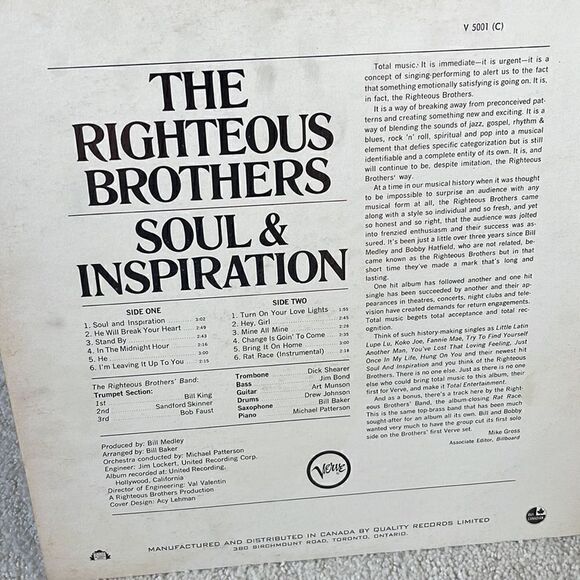 V 5001 (C)
THE
RIGHTEOUS
BROTHERS
SOUL &
INSPIRATION
SIDE ONE
1. Soul and Inspiration 3:02
2. He Will Break Your Heart 2:49
3. Stand By 2:43
4. In The Midnight Hour 2:16
5. He 3:00
6. I'm Leaving It Up To You 2:15
SIDE TWO
1. Turn On Your Love Lights 1:55
2. Hey, Girl 2:45
3. Mine All Mine 2:28
4. Change Is Goin' To Come 3:35
5. Bring It On Home 3:00
6. Rat Race (Instrumental) 2:18
The Righteous Brothers' Band:
Trumpet Section:
1st Bill King
2nd Sandford Skinner
3rd Bob Faust
Trombone Dick Shearer
Bass Jim Bond
Guitar Art Munson
Drums Drew Johnson
Saxophone Bill Baker
Piano Michael Patterson
Produced by: Bill Medley
Arranged by: Bill Baker
Orchestra conducted by: Michael Patterson
Engineer: Jim Lockert, United Recording Corp.
Album recorded at: United Recording,
Hollywood, California
Director of Engineering: Val Valentin
A Righteous Brothers Production
Cover Design: Acy Lehman
Verve
Total music. It is immediate—it is urgent—it is a
concept of singing-performing to alert us to the fact
that something emotionally satisfying is going on. It is,
in fact, the Righteous Brothers.
It is a way of breaking away from preconceived pat-
terns and creating something new and exciting. It is a
way of blending the sounds of jazz, gospel, rhythm &
blues, rock 'n' roll, spiritual and pop into a musical
element that defies specific categorization but is still
identifiable and a complete entity of its own. It is, and
will continue to be, despite imitation, the Righteous
Brothers' way.
At a time in our musical history when it was thought
to be impossible to surprise an audience with any
musical form at all, the Righteous Brothers came
along with a style so individual and so fresh, and yet
so honest and so right, that the audience was jolted
into frenzied enthusiasm and their success was as-
sured. It's been just a little over three years since Bill
Medley and Bobby Hatfield, who are not related, be-
came known as the Righteous Brothers but in that
short time they've made a mark that's long and
lasting.
One hit album has followed another and one hit
single has been succeeded by another and their ap-
pearances in theatres, concerts, night clubs and tele-
vision have created demands for return engagements.
Total music begets total acceptance and total rec-
ognition.
Think of such history-making singles as Little Latin
Lupe Lu, Koko Joe, Fannie Mae, Try To Find Yourself
Another Man, You've Lost That Loving Feeling, Just
Once In My Life, Hung On You and their newest hit
Soul And Inspiration and you think of the Righteous
Brothers. There is no one else. Just as there is no one
else who could bring total music to this album, their
first for Verve, and make it Total Entertainment.
And as a bonus, there's a track here by the Right-
eous Brothers' Band, the album-closing Rat Race.
This is the same top-brass band that has been much
sought-after for an album all its own. Bill and Bobby
wanted very much to have the group cut its first solo
side on the Brothers' first Verve set.
Mike Gross
Associate Editor, Billboard
MANUFACTURED AND DISTRIBUTED IN CANADA BY QUALITY RECORDS LIMITED
380 BIRCHMOUNT ROAD, TORONTO, ONTARIO.